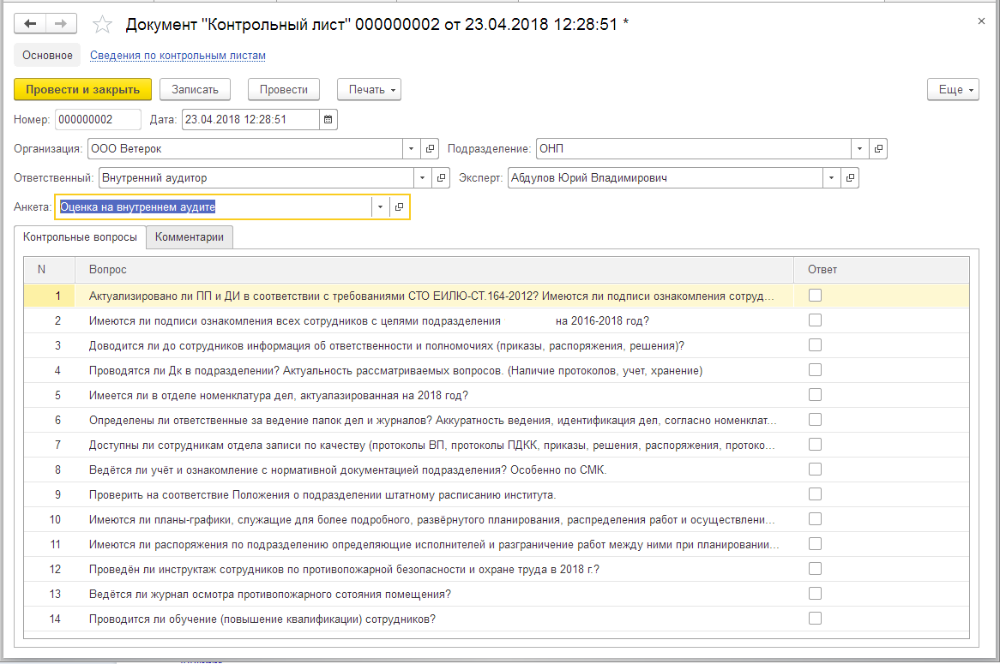 Документ "Контрольный лист" 000000002 от 23.04.2018 12:28:51 *
Основное Сведения по контрольным листам
Провести и закрыть Записать Провести Печать Еще
Номер: 000000002 Дата: 23.04.2018 12:28:51
Организация: ООО Ветерок Подразделение: ОНП
Ответственный: Внутренний аудитор Эксперт: Абдулов Юрий Владимирович
Анкета: Оценка на внутреннем аудите
Контрольные вопросы Комментарии
N Вопрос Ответ
1 Актуализировано ли ПП и ДИ в соответствии с требованиями СТО ЕИЛЮ-СТ.164-2012? Имеются ли подписи ознакомления сотруд...
2 Имеются ли подписи ознакомления всех сотрудников с целями подразделения на 2016-2018 год?
3 Доводится ли до сотрудников информация об ответственности и полномочиях (приказы, распоряжения, решения)?
4 Проводятся ли Дк в подразделении? Актуальность рассматриваемых вопросов. (Наличие протоколов, учет, хранение)
5 Имеется ли в отделе номенклатура дел, актуалазированная на 2018 год?
6 Определены ли ответственные за ведение папок дел и журналов? Аккуратность ведения, идентификация дел, согласно номенклат...
7 Доступны ли сотрудникам отдела записи по качеству (протоколы ВП, протоколы ПДКК, приказы, решения, распоряжения, протоко...
8 Ведётся ли учёт и ознакомление с нормативной документацией подразделения? Особенно по СМК.
9 Проверить на соответствие Положения о подразделении штатному расписанию института.
10 Имеются ли планы-графики, служащие для более подробного, развёрнутого планирования, распределения работ и осуществлени...
11 Имеются ли распоряжения по подразделению определяющие исполнителей и разграничение работ между ними при планировании...
12 Проведён ли инструктаж сотрудников по противопожарной безопасности и охране труда в 2018 г.?
13 Ведётся ли журнал осмотра противопожарного сотояния помещения?
14 Проводится ли обучение (повышение квалификации) сотрудников?